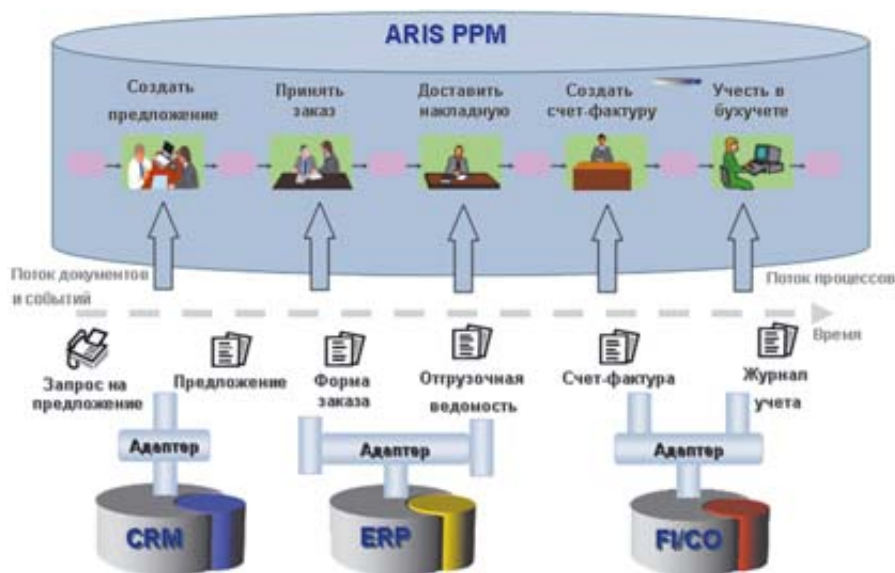 ARIS PPM
Создать
предложение
Принять
заказ
Доставить
накладную
Создать
счет-фактуру
Учесть в
бухучете
Поток документов
и событий
Поток процессов
Время
Запрос на
предложение
Предложение
Форма
заказа
Отгрузочная
ведомость
Счет-фактура
Журнал
учета
Адаптер
Адаптер
Адаптер
CRM
ERP
FI/CO